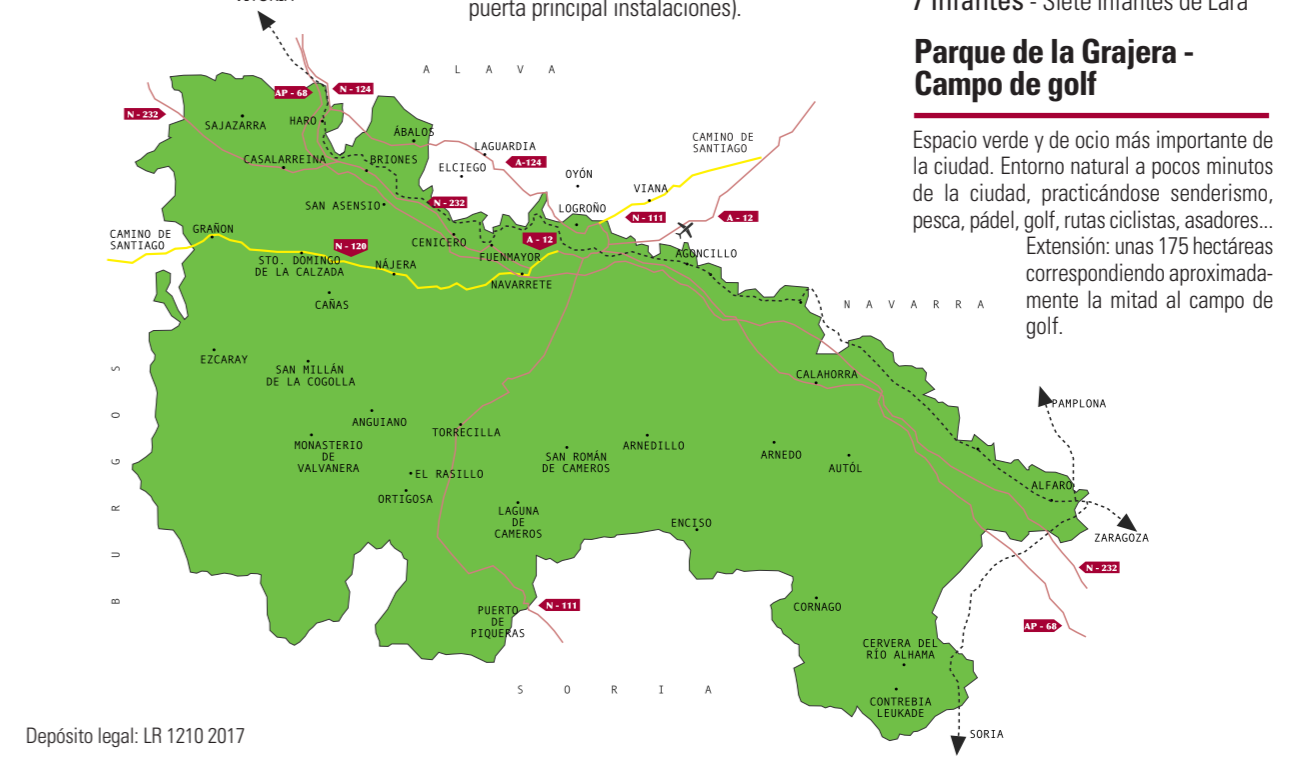 puerta principal instalaciones).
7 Infantes - Siete Infantes de Lara
Parque de la Grajera -
Campo de golf
Espacio verde y de ocio más importante de
la ciudad. Entorno natural a pocos minutos
de la ciudad, practicándose senderismo,
pesca, pádel, golf, rutas ciclistas, asadores...
Extensión: unas 175 hectáreas
correspondiendo aproximada-
mente la mitad al campo de
golf.
ALAVA
AP - 68
N - 124
N - 232
SAJAZARRA
HARO
ÁBALOS
CASALARREINA
BRIONES
LAGUARDIA
ELCIEGO
A-124
OYÓN
CAMINO DE
SANTIAGO
VIANA
SAN ASENSIO
N - 232
LOGROÑO
N - 111
A - 12
CAMINO DE
SANTIAGO
GRAÑON
N - 120
CENICERO
A - 12
AGONCILLO
STO. DOMINGO
DE LA CALZADA
NÁJERA
FUENMAYOR
NAVARRETE
CAÑAS
NAVARRA
EZCARAY
SAN MILLÁN
DE LA COGOLLA
CALAHORRA
BURGOS
PAMPLONA
ANGUIANO
TORRECILLA
MONASTERIO
DE
VALVANERA
SAN ROMÁN
DE CAMEROS
ARNEDILLO
ARNEDO
AUTÓL
EL RASILLO
ORTIGOSA
ALFARO
LAGUNA
DE
CAMEROS
ENCISO
ZARAGOZA
N - 232
PUERTO
DE
PIQUERAS
N - 111
CORNAGO
AP - 68
CERVERA DEL
RÍO ALHAMA
SORIA
CONTREBIA
LEUKADE
SORIA
Depósito legal: LR 1210 2017